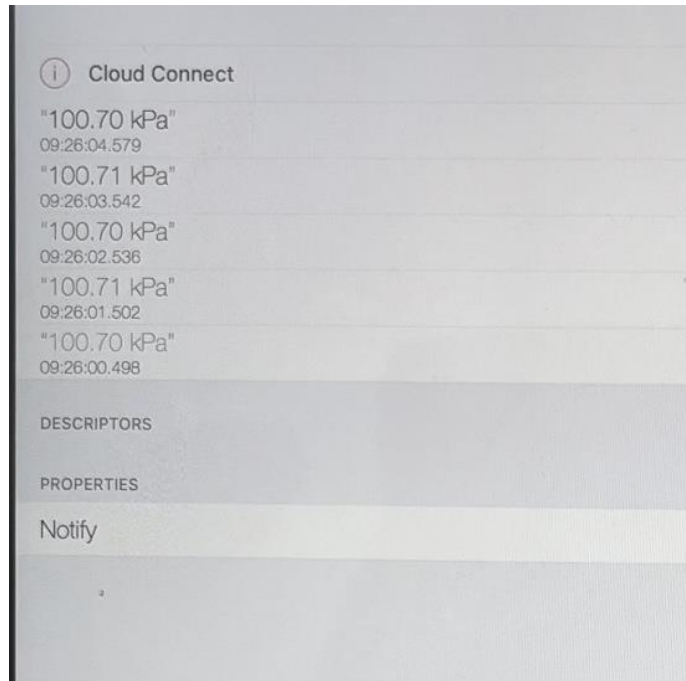 Cloud Connect
"100.70 kPa"
09:26:04.579
"100.71 kPa"
09:26:03.542
"100.70 kPa"
09:26:02.536
"100.71 kPa"
09:26:01.502
"100.70 kPa"
09:26:00.498
DESCRIPTORS
PROPERTIES
Notify